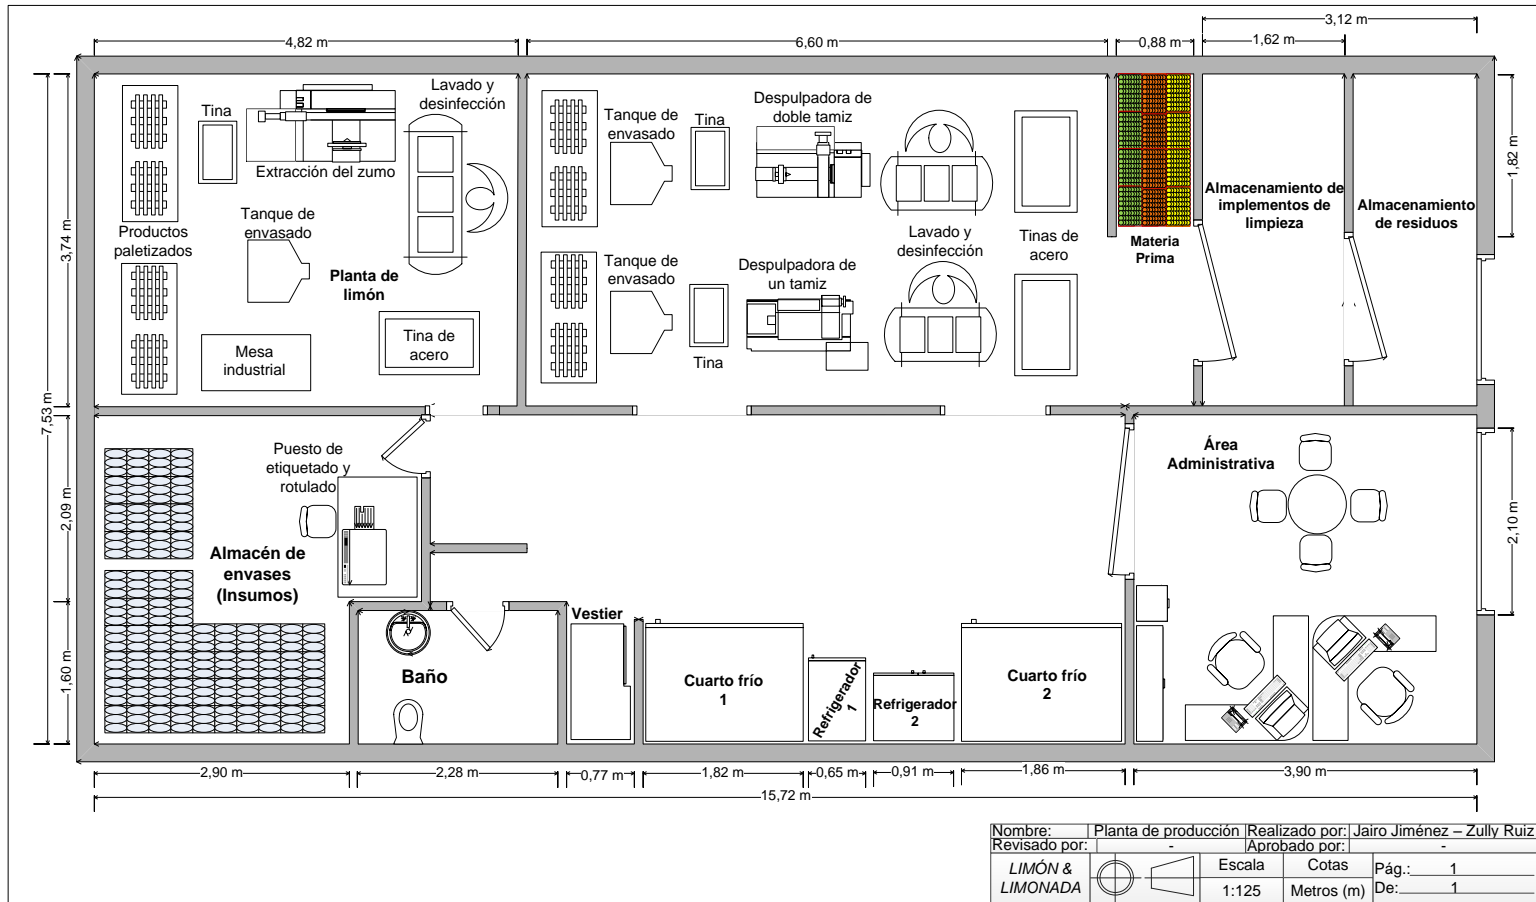 3,12 m
4,82 m
6,60 m
0,88 m
1,62 m
Lavado y
desinfección
Tina
Extracción del zumo
Tanque de
envasado
Productos
paletizados
Planta de
limón
Mesa
industrial
Tina de
acero
Tanque de
envasado
Tina
Despulpadora de
doble tamiz
Lavado y
desinfección
Tinas de
acero
Tanque de
envasado
Despulpadora de
un tamiz
Tina
Materia
Prima
Almacenamiento de
implementos de
limpieza
Almacenamiento
de residuos
1,82 m
3,74 m
7,53 m
2,09 m
1,60 m
Puesto de
etiquetado y
rotulado
Almacén de
envases
(Insumos)
Baño
Vestier
Cuarto frío
1
Refrigerador
1
Refrigerador
2
Cuarto frío
2
Área
Administrativa
2,10 m
2,90 m
2,28 m
0,77 m
1,82 m
0,65 m
0,91 m
1,86 m
3,90 m
15,72 m
Nombre: Planta de producción Realizado por: Jairo Jiménez – Zully Ruiz
Revisado por: - Aprobado por: -
LIMÓN &
LIMONADA
Escala Cotas
1:125 Metros (m)
Pág.: 1
De: 1